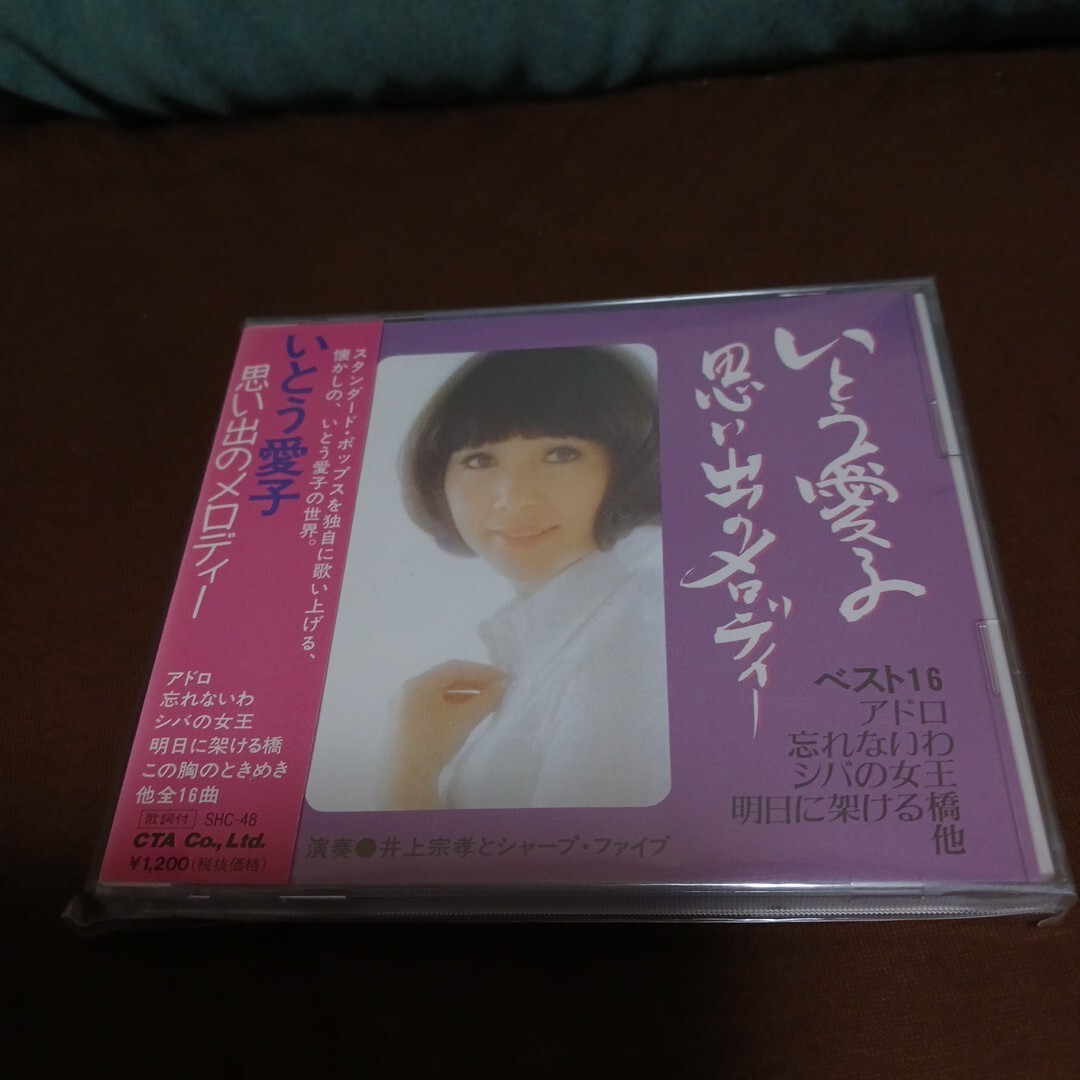 いとう愛子
思い出のメロディー
スタンダード・ポップスを独自に歌い上げる、
懐かしの、いとう愛子の世界。
アドロ
忘れないわ
シバの女王
明日に架ける橋
この胸のときめき
他全16曲
歌詞付 SHC-48
CTA Co., Ltd.
¥1,200(税抜価格)
いとう愛子
思い出のメロディー
ベスト16
アドロ
忘れないわ
シバの女王
明日に架ける橋
他
演奏●井上宗孝とシャープ・ファイブ